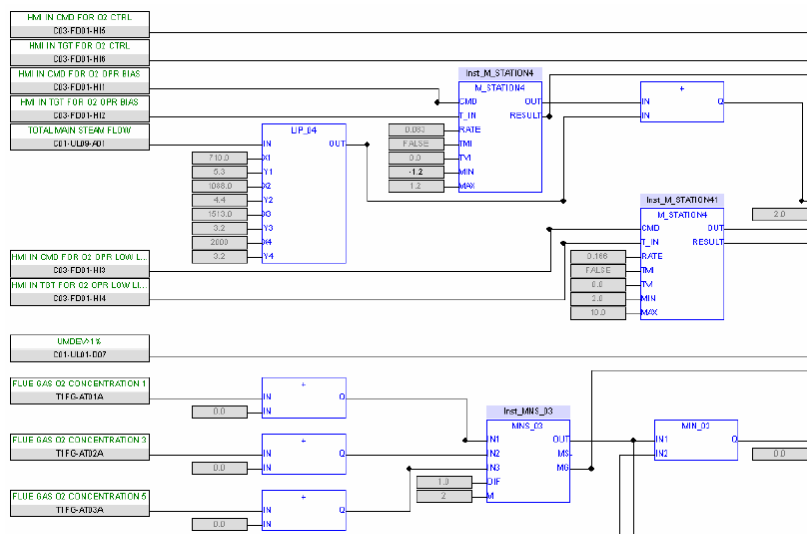 HMI IN CMD FOR O2 CTRL
C03-FD01-HI5
HMI IN TGT FOR O2 CTRL
C03-FD01-HI6
HMI IN CMD FOR O2 OPR BIAS
C03-FD01-HI1
HMI IN TGT FOR O2 OPR BIAS
C03-FD01-HI2
TOTAL MAIN STEAM FLOW
C01-UL09-A01
LIP_04
IN OUT
710.0 X1
5.3 Y1
1088.0 X2
4.4 Y2
1513.0 X3
3.2 Y3
2000 X4
3.2 Y4
Inst_M_STATION4
M_STATION4
CMD OUT
T_IN RESULT
0.083 RATE
FALSE TMI
0.0 TVI
-1.2 MIN
1.2 MAX
+
IN Q
IN
2.0
Inst_M_STATION41
M_STATION4
CMD OUT
T_IN RESULT
0.166 RATE
FALSE TMI
0.0 TVI
MIN
10.0 MAX
HMI IN CMD FOR O2 OPR LOW L...
C03-FD01-HI3
HMI IN TGT FOR O2 OPR LOW LI...
C03-FD01-HI4
UMDEV>1%
C01-UL01-D07
FLUE GAS O2 CONCENTRATION 1
T1FG-AT01A
+
IN Q
0.0 IN
FLUE GAS O2 CONCENTRATION 3
T1FG-AT02A
+
IN Q
0.0 IN
FLUE GAS O2 CONCENTRATION 5
T1FG-AT03A
+
IN Q
0.0 IN
Inst_MNS_03
MNS_03
IN1 OUT
IN2 MS
IN3 MG
1.0 DIF
2 M
MIN_03
IN1 Q
IN2
0.0